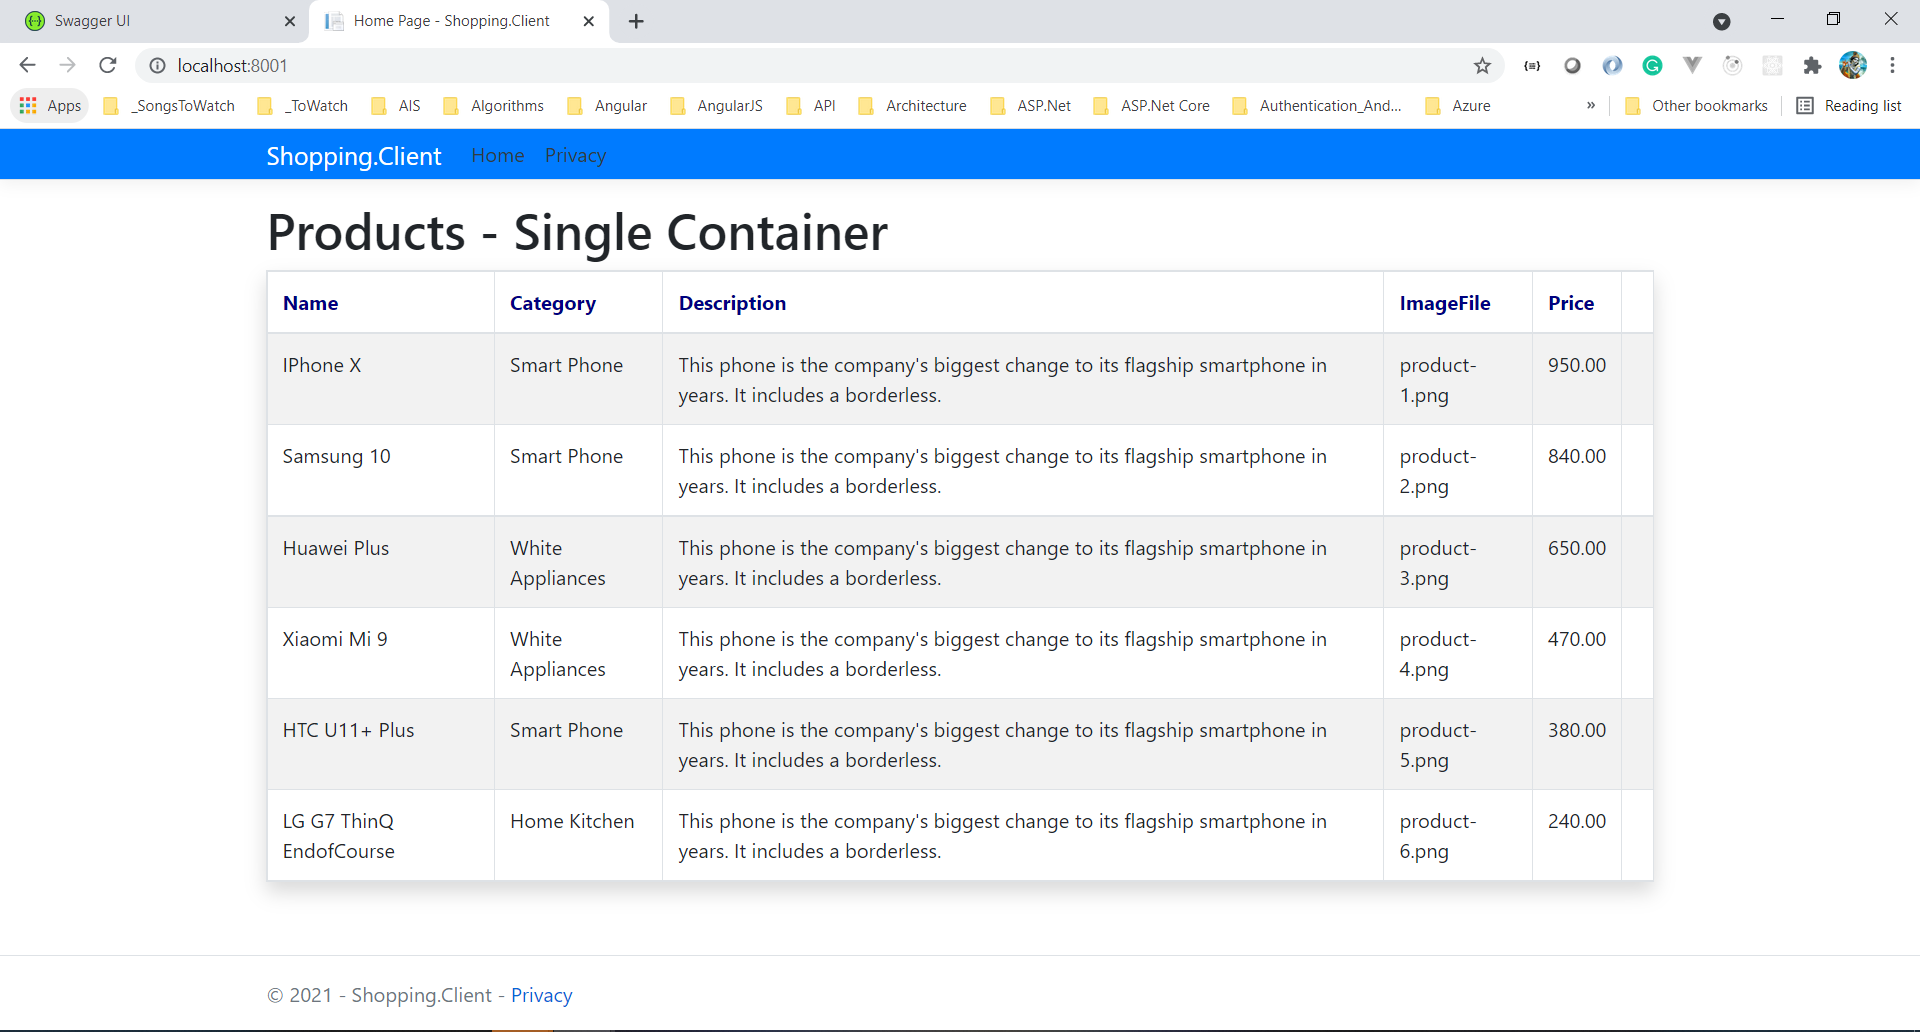 Swagger UI
Home Page - Shopping.Client
localhost:8001
Apps _SongsToWatch _ToWatch AIS Algorithms Angular AngularJS API Architecture ASP.Net ASP.Net Core Authentication_And... Azure » Other bookmarks Reading list
Shopping.Client Home Privacy
Products - Single Container
Name Category Description ImageFile Price
IPhone X Smart Phone This phone is the company's biggest change to its flagship smartphone in product- 950.00
years. It includes a borderless. 1.png
Samsung 10 Smart Phone This phone is the company's biggest change to its flagship smartphone in product- 840.00
years. It includes a borderless. 2.png
Huawei Plus White This phone is the company's biggest change to its flagship smartphone in product- 650.00
Appliances years. It includes a borderless. 3.png
Xiaomi Mi 9 White This phone is the company's biggest change to its flagship smartphone in product- 470.00
Appliances years. It includes a borderless. 4.png
HTC U11+ Plus Smart Phone This phone is the company's biggest change to its flagship smartphone in product- 380.00
years. It includes a borderless. 5.png
LG G7 ThinQ Home Kitchen This phone is the company's biggest change to its flagship smartphone in product- 240.00
EndofCourse years. It includes a borderless. 6.png
© 2021 - Shopping.Client - Privacy